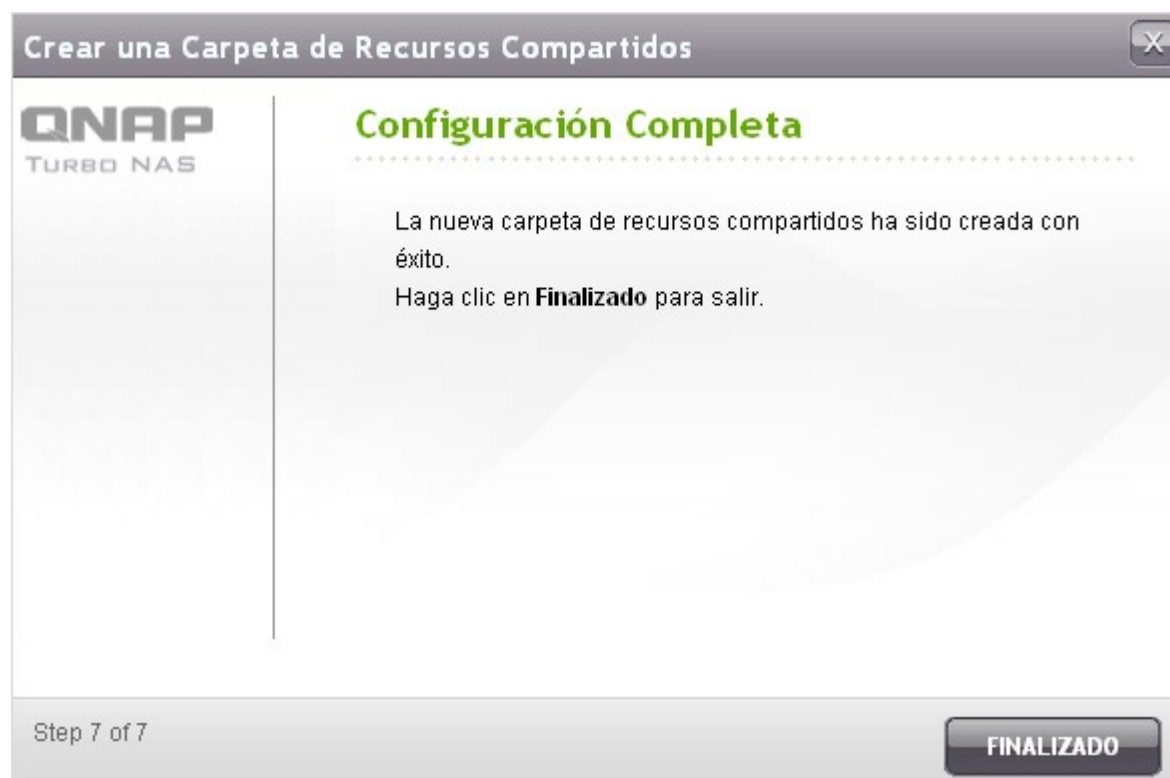 Crear una Carpeta de Recursos Compartidos
X
QNAP
TURBO NAS
Configuración Completa
La nueva carpeta de recursos compartidos ha sido creada con
éxito.
Haga clic en Finalizado para salir.
Step 7 of 7
FINALIZADO